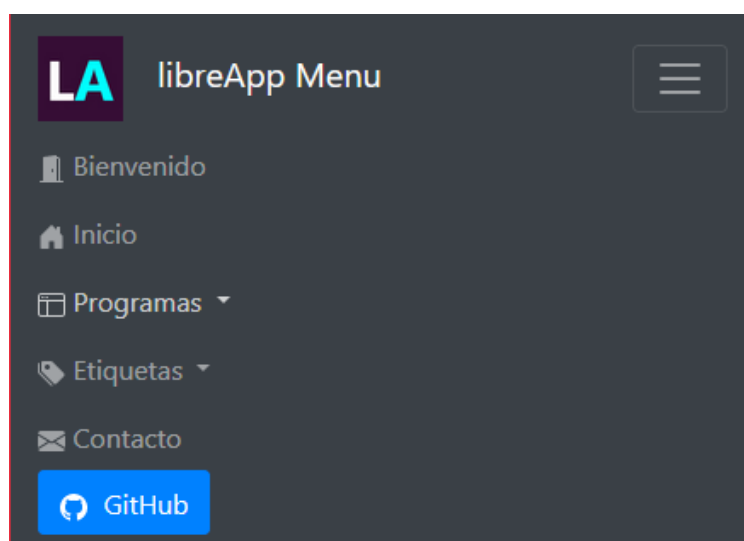 LA libreApp Menu
Bienvenido
Inicio
Programas
Etiquetas
Contacto
GitHub